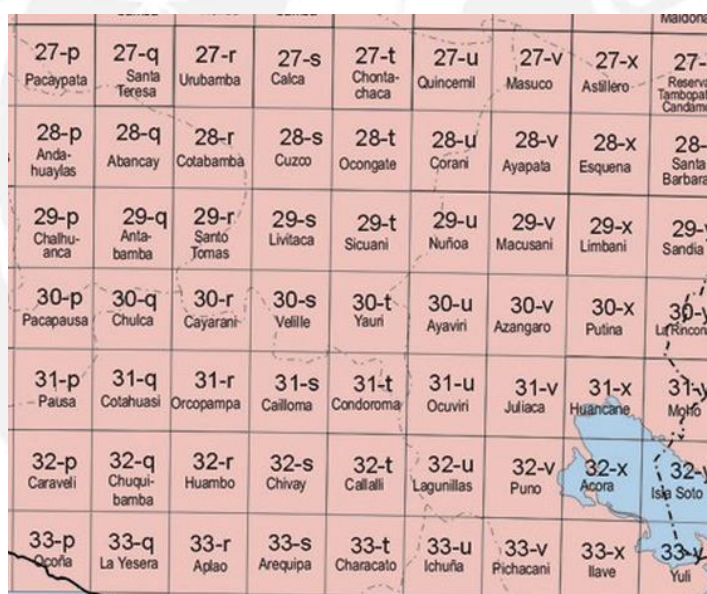 Maldona
27-p 27-q 27-r 27-s 27-t 27-u 27-v 27-x 27-
Pacaypata Santa Teresa Urubamba Calca Chonta-chaca Quincemil Masuco Astillero Reserva Tambopata Candamo
28-p 28-q 28-r 28-s 28-t 28-u 28-v 28-x 28-
Anda-huaylas Abancay Cotabamba Cuzco Ocongate Corani Ayapata Esquena Santa Barbara
29-p 29-q 29-r 29-s 29-t 29-u 29-v 29-x 29-y
Chalhu-anca Anta-bamba Santo Tomas Livitaca Sicuani Nuñoa Macusani Limbani Sandia
30-p 30-q 30-r 30-s 30-t 30-u 30-v 30-x 30-y
Pacapausa Chulca Cayarani Velille Yauri Ayaviri Azangaro Putina La Rincon
31-p 31-q 31-r 31-s 31-t 31-u 31-v 31-x 31-y
Pausa Cotahuasi Orcopampa Cailloma Condoroma Ocuviri Juliaca Huancane Moho
32-p 32-q 32-r 32-s 32-t 32-u 32-v 32-x 32-y
Caraveli Chuqui-bamba Huambo Chivay Callalli Lagunillas Puno Acora Isla Soto
33-p 33-q 33-r 33-s 33-t 33-u 33-v 33-x 33-y
Ocoña La Yesera Aplao Arequipa Characato Ichuña Pichacani Ilave Yuli